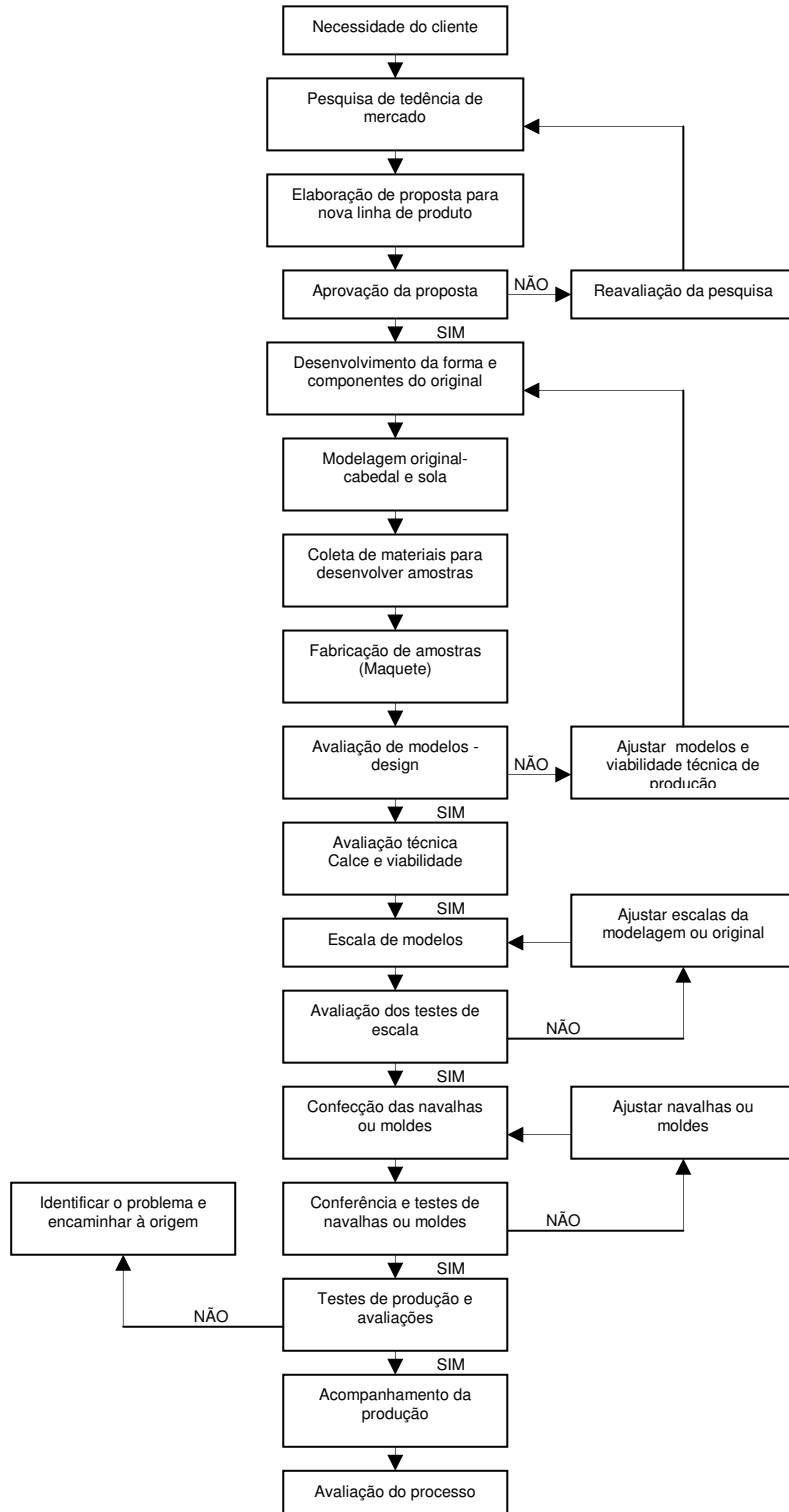 Necessidade do cliente
Pesquisa de tedência de
mercado
Elaboração de proposta para
nova linha de produto
Aprovação da proposta
NÃO
Reavaliação da pesquisa
SIM
Desenvolvimento da forma e
componentes do original
Modelagem original-
cabedal e sola
Coleta de materiais para
desenvolver amostras
Fabricação de amostras
(Maquete)
Avaliação de modelos -
design
NÃO
Ajustar modelos e
viabilidade técnica de
produção
SIM
Avaliação técnica
Calce e viabilidade
SIM
Escala de modelos
Ajustar escalas da
modelagem ou original
Avaliação dos testes de
escala
NÃO
SIM
Confecção das navalhas
ou moldes
Ajustar navalhas ou
moldes
Conferência e testes de
navalhas ou moldes
NÃO
Identificar o problema e
encaminhar à origem
SIM
Testes de produção e
avaliações
NÃO
SIM
Acompanhamento da
produção
Avaliação do processo